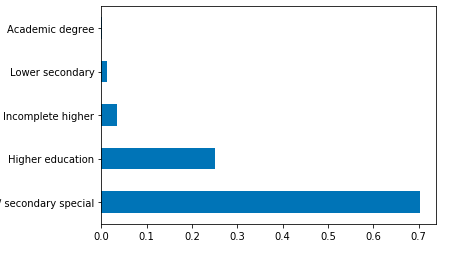 Academic degree
Lower secondary
Incomplete higher
Higher education
/ secondary special
0.0 0.1 0.2 0.3 0.4 0.5 0.6 0.7